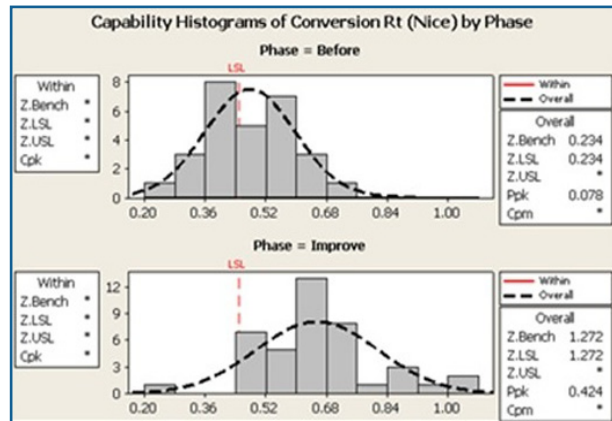 Capability Histograms of Conversion Rt (Nice) by Phase
Phase = Before
LSL
Within
Z.Bench *
Z.LSL *
Z.USL *
Cpk *
8
6
4
2
0
0.20 0.36 0.52 0.68 0.84 1.00
Within
Overall
Overall
Z.Bench 0.234
Z.LSL 0.234
Z.USL *
Ppk 0.078
Cpm *
Phase = Improve
LSL
Within
Z.Bench *
Z.LSL *
Z.USL *
Cpk *
12
9
6
3
0
0.20 0.36 0.52 0.68 0.84 1.00
Within
Overall
Overall
Z.Bench 1.272
Z.LSL 1.272
Z.USL *
Ppk 0.424
Cpm *